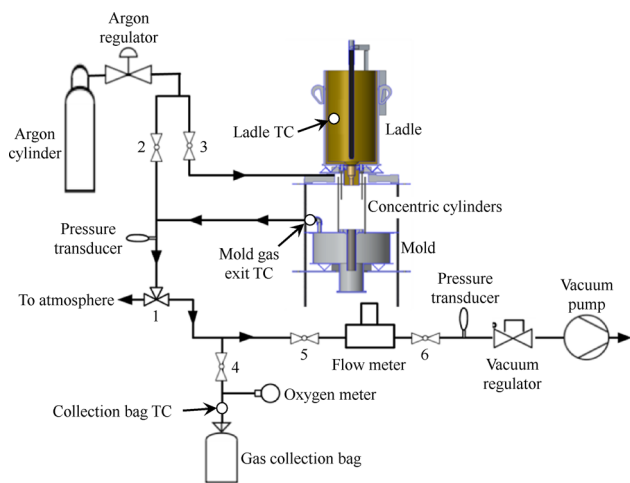 Argon
regulator
Argon
cylinder
2
3
Ladle TC
Ladle
Concentric cylinders
Pressure
transducer
Mold gas
exit TC
Mold
To atmosphere
1
Pressure
transducer
Vacuum
pump
5
Flow meter
6
Vacuum
regulator
4
Oxygen meter
Collection bag TC
Gas collection bag